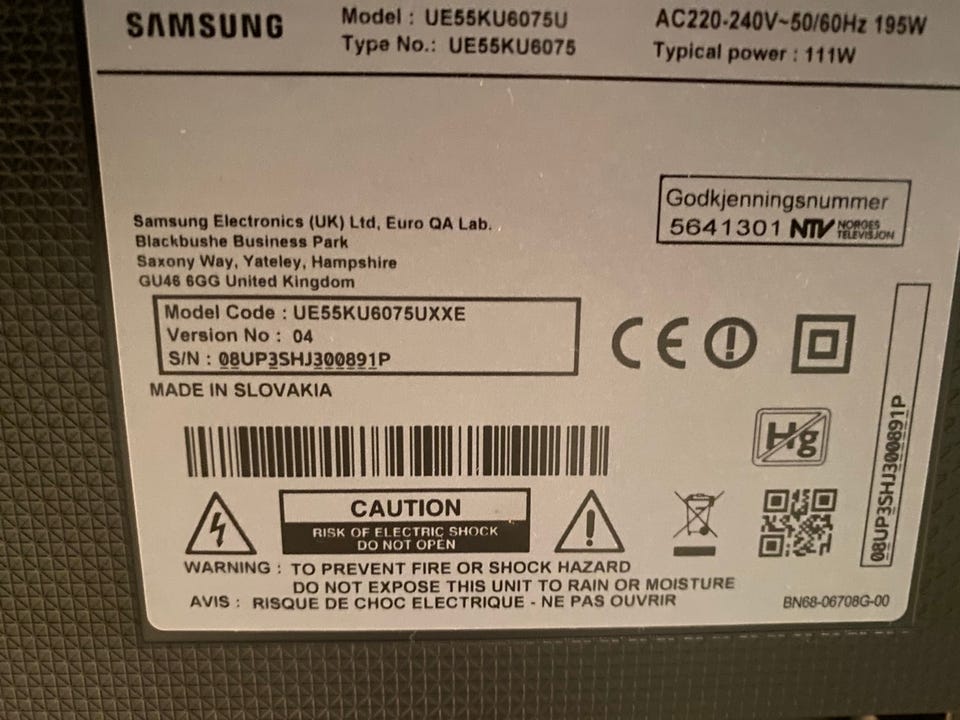 SAMSUNG
Model : UE55KU6075U
Type No.: UE55KU6075
AC220-240V~50/60Hz 195W
Typical power : 111W
Godkjenningsnummer
5641301 NTV NORGES TELEVISJON
Samsung Electronics (UK) Ltd, Euro QA Lab.
Blackbushe Business Park
Saxony Way, Yateley, Hampshire
GU46 6GG United Kingdom
Model Code : UE55KU6075UXXE
Version No : 04
S/N : 08UP3SHJ300891P
MADE IN SLOVAKIA
CE
Hg
08UP3SHJ300891P
CAUTION
RISK OF ELECTRIC SHOCK
DO NOT OPEN
WARNING : TO PREVENT FIRE OR SHOCK HAZARD
DO NOT EXPOSE THIS UNIT TO RAIN OR MOISTURE
AVIS : RISQUE DE CHOC ELECTRIQUE - NE PAS OUVRIR
BN68-06708G-00